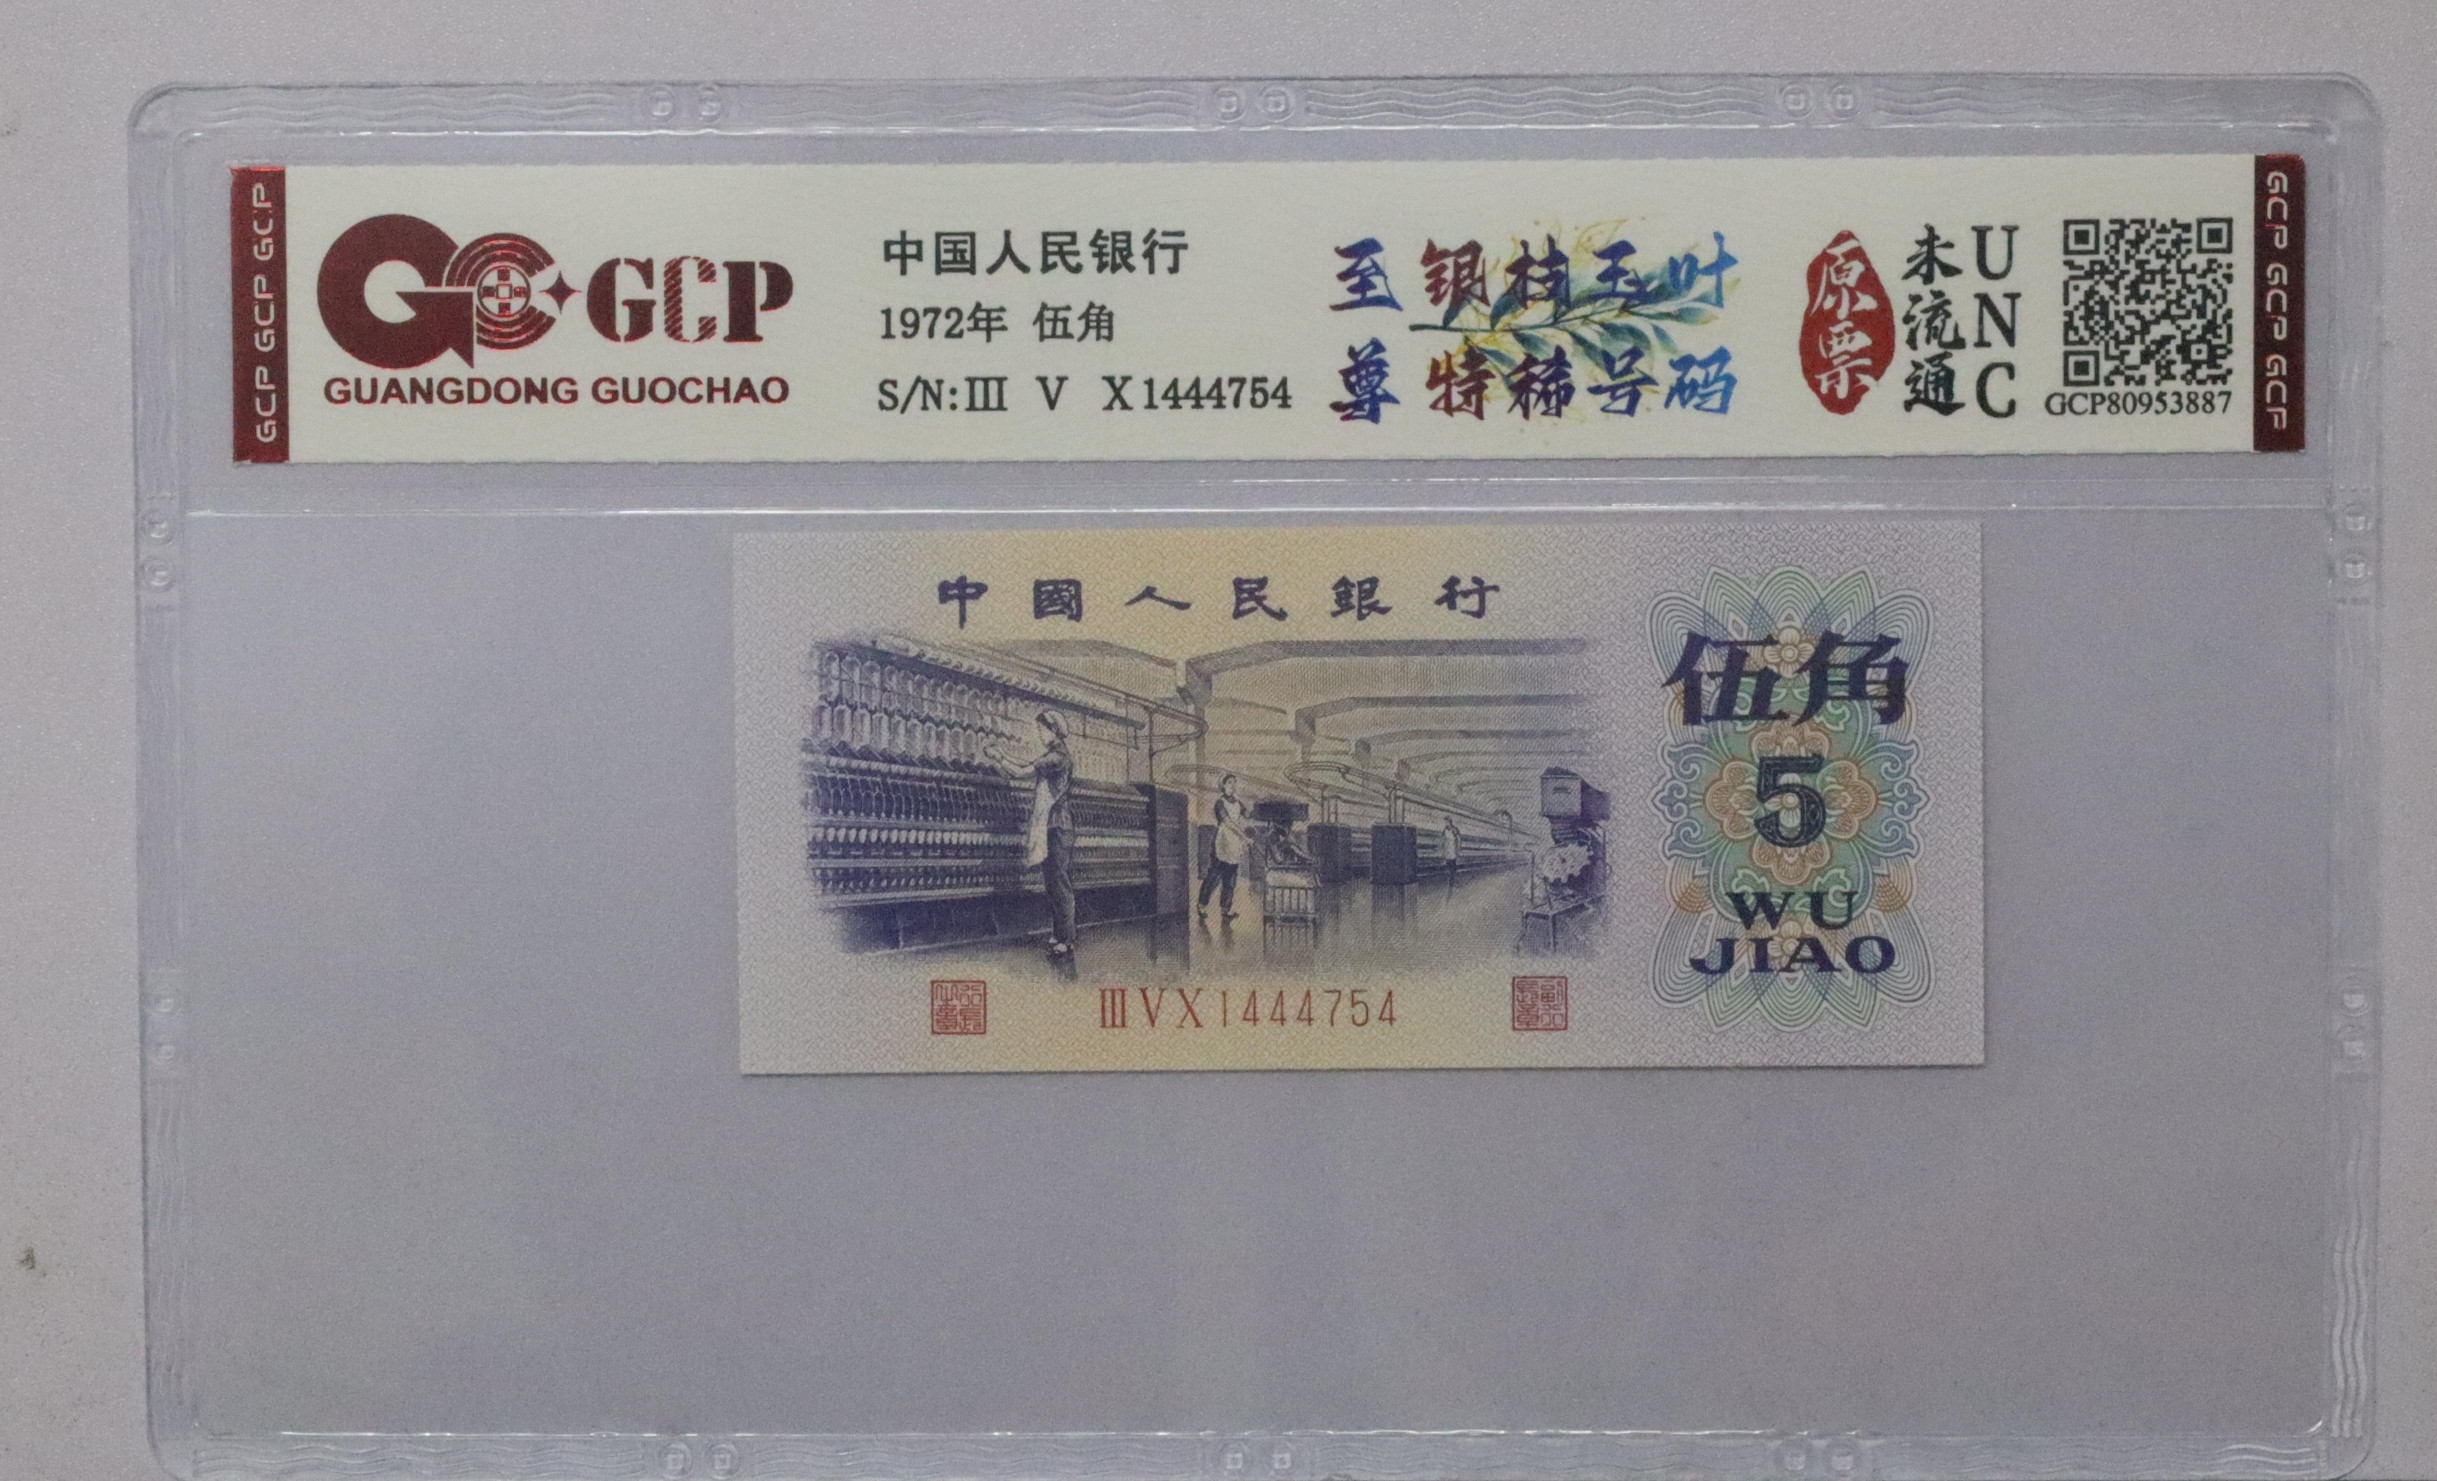 GCP GCP GCP
GCP
GUANGDONG GUOCHAO
中国人民银行
1972年 伍角
S/N:Ⅲ V X1444754
至尊
银枝玉叶
特稀号码
原票
未流通
UNC
GCP80953887
GCP GCP GCP
中國人民銀行
伍角
5
WU
JIAO
ⅢVX1444754